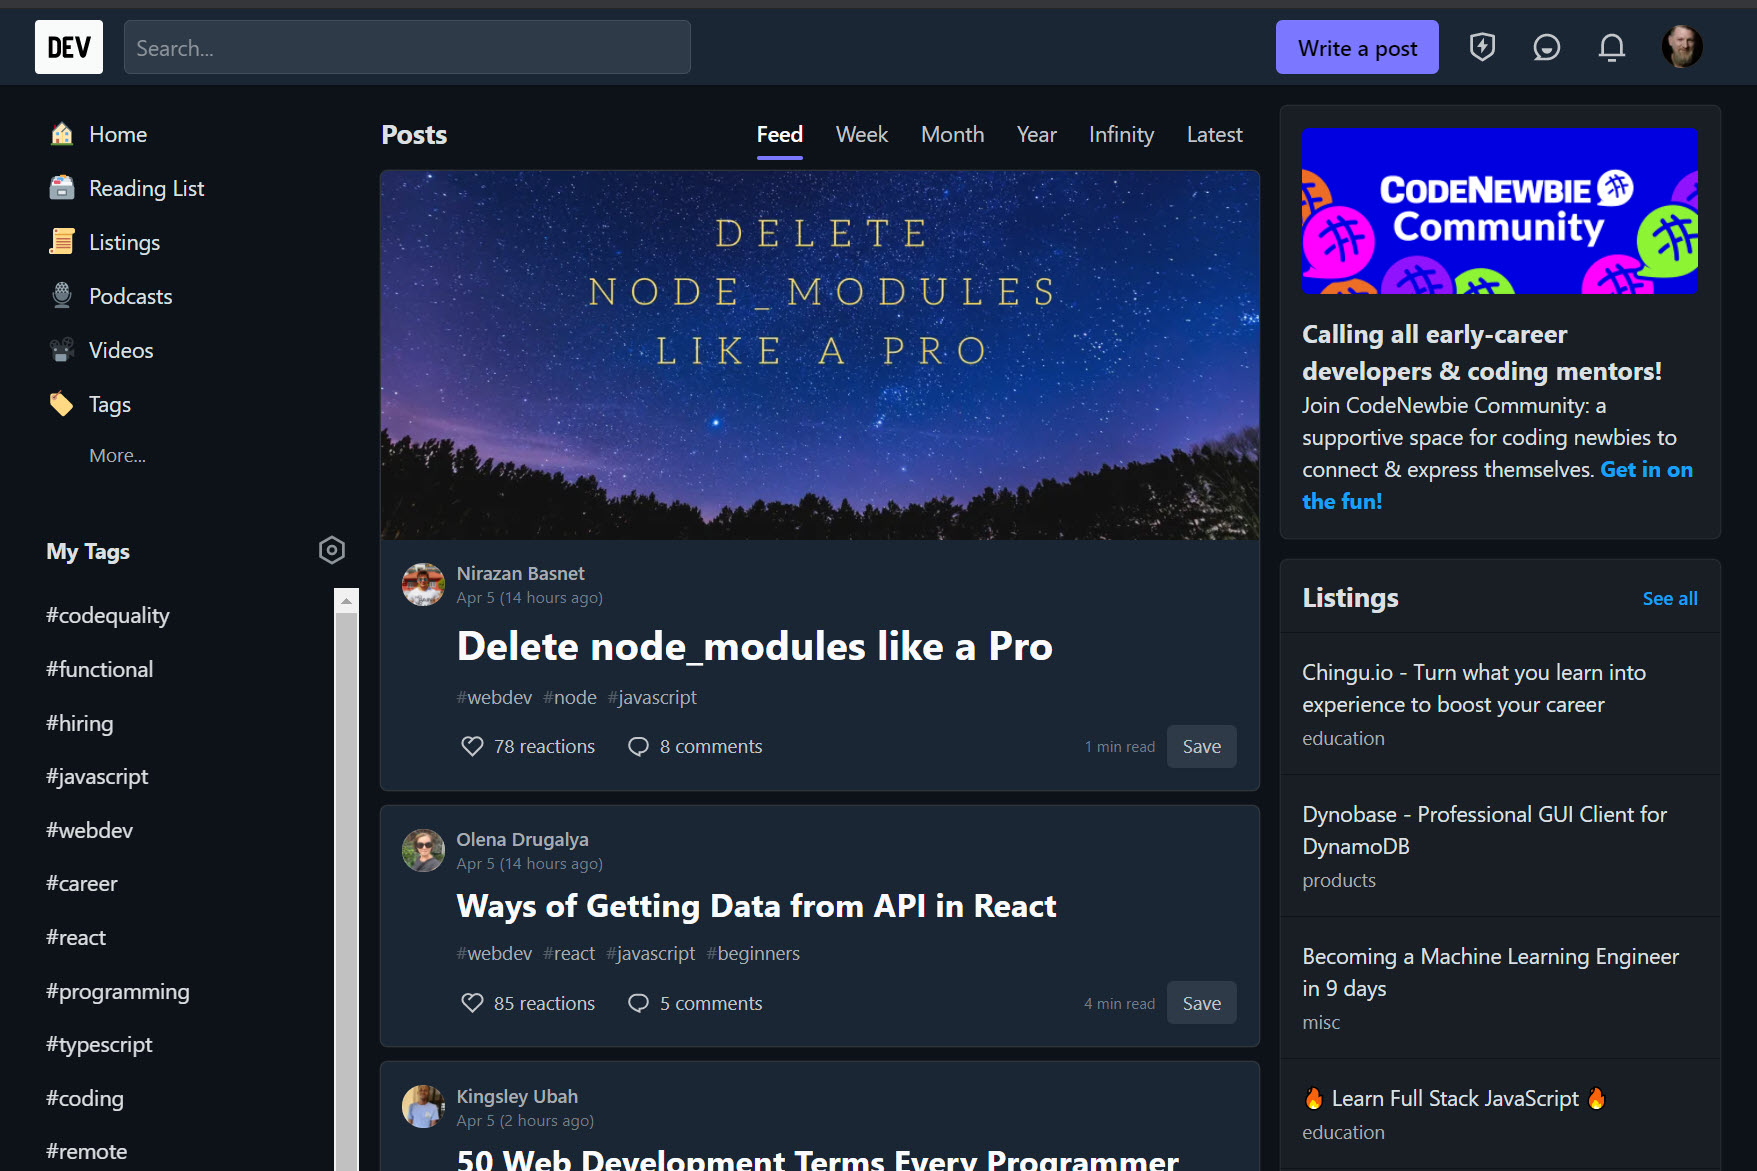 DEV
Search...
Write a post
Home
Reading List
Listings
Podcasts
Videos
Tags
More...
My Tags
#codequality
#functional
#hiring
#javascript
#webdev
#career
#react
#programming
#typescript
#coding
#remote
Posts
Feed Week Month Year Infinity Latest
DELETE
NODE_MODULES
LIKE A PRO
Nirazan Basnet
Apr 5 (14 hours ago)
Delete node_modules like a Pro
#webdev #node #javascript
78 reactions 8 comments 1 min read Save
Olena Drugalya
Apr 5 (14 hours ago)
Ways of Getting Data from API in React
#webdev #react #javascript #beginners
85 reactions 5 comments 4 min read Save
Kingsley Ubah
Apr 5 (2 hours ago)
50 Web Development Terms Every Programmer
CODENEWBIE
Community
Calling all early-career
developers & coding mentors!
Join CodeNewbie Community: a
supportive space for coding newbies to
connect & express themselves. Get in on
the fun!
Listings See all
Chingu.io - Turn what you learn into
experience to boost your career
education
Dynobase - Professional GUI Client for
DynamoDB
products
Becoming a Machine Learning Engineer
in 9 days
misc
🔥 Learn Full Stack JavaScript 🔥
education